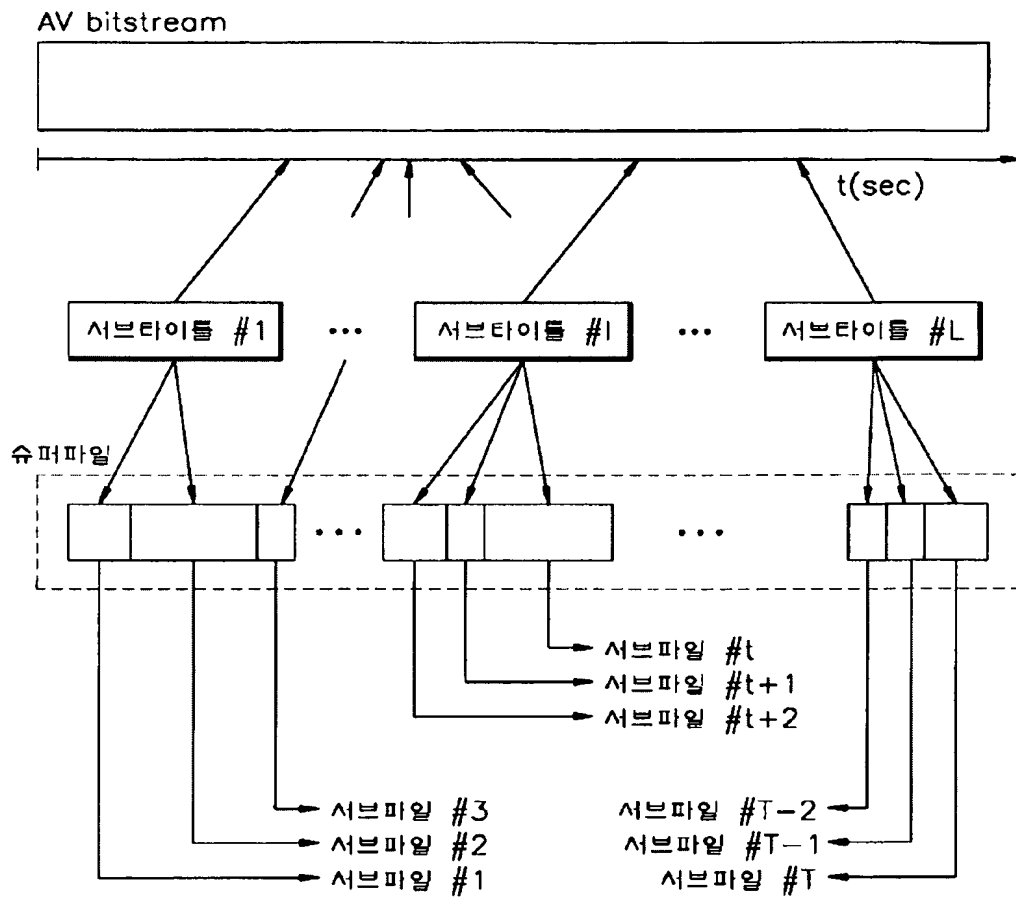 AV bitstream
t(sec)
서브타이틀 #1
...
서브타이틀 #I
...
서브타이틀 #L
슈퍼파일
...
...
서브파일 #t
서브파일 #t+1
서브파일 #t+2
서브파일 #3
서브파일 #2
서브파일 #1
서브파일 #T-2
서브파일 #T-1
서브파일 #T